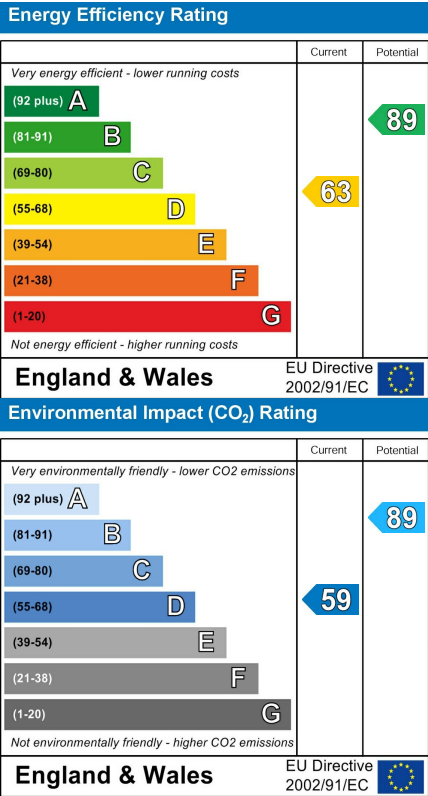 Energy Efficiency Rating
Current Potential
Very energy efficient - lower running costs
(92 plus) A
(81-91) B
(69-80) C
(55-68) D
(39-54) E
(21-38) F
(1-20) G
89
63
Not energy efficient - higher running costs
England & Wales
EU Directive
2002/91/EC
Environmental Impact (CO₂) Rating
Current Potential
Very environmentally friendly - lower CO2 emissions
(92 plus) A
(81-91) B
(69-80) C
(55-68) D
(39-54) E
(21-38) F
(1-20) G
89
59
Not environmentally friendly - higher CO2 emissions
England & Wales
EU Directive
2002/91/EC